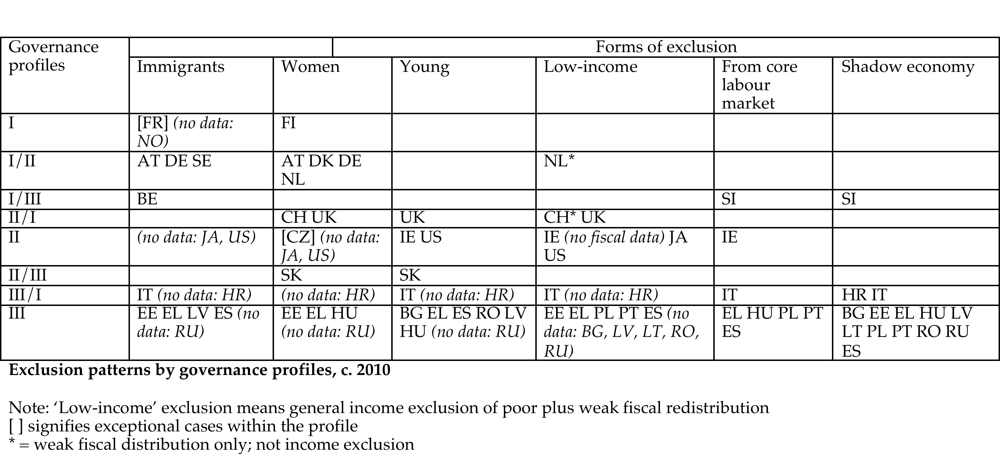 Governance profiles
Forms of exclusion
Immigrants
Women
Young
Low-income
From core labour market
Shadow economy
I
[FR] (no data: NO)
FI
I/II
AT DE SE
AT DK DE NL
NL*
I/III
BE
SI
SI
II/I
CH UK
UK
CH* UK
II
(no data: JA, US)
[CZ] (no data: JA, US)
IE US
IE (no fiscal data) JA US
IE
II/III
SK
SK
III/I
IT (no data: HR)
(no data: HR)
IT (no data: HR)
IT (no data: HR)
IT
HR IT
III
EE EL LV ES (no data: RU)
EE EL HU (no data: RU)
BG EL ES RO LV HU (no data: RU)
EE EL PL PT ES (no data: BG, LV, LT, RO, RU)
EL HU PL PT ES
BG EE EL HU LV LT PL PT RO RU ES
Exclusion patterns by governance profiles, c. 2010
Note: ‘Low-income’ exclusion means general income exclusion of poor plus weak fiscal redistribution
[ ] signifies exceptional cases within the profile
* = weak fiscal distribution only; not income exclusion